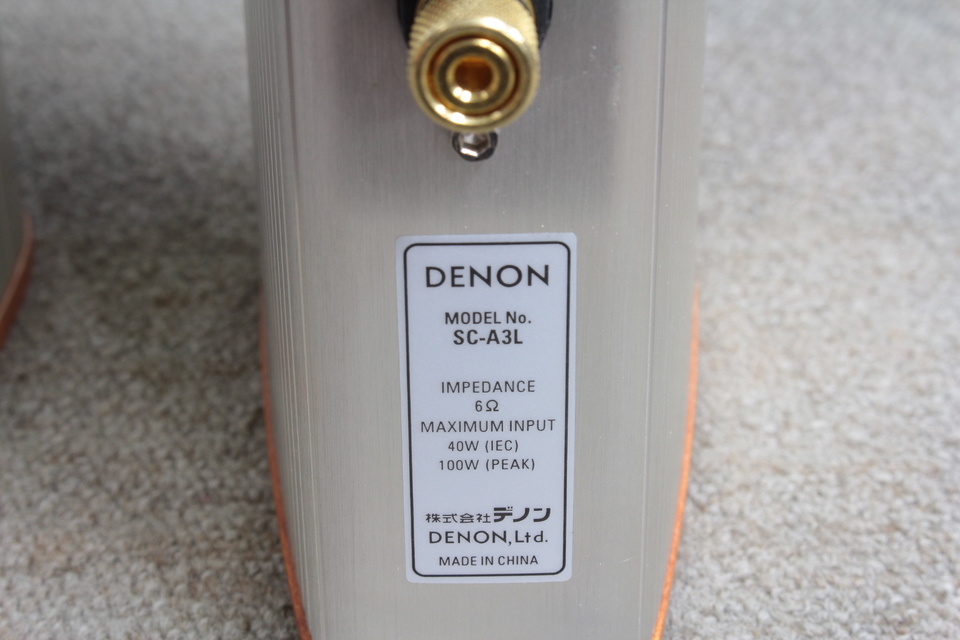 DENON
MODEL No.
SC-A3L
IMPEDANCE
6Ω
MAXIMUM INPUT
40W (IEC)
100W (PEAK)
株式会社デノン
DENON,Ltd.
MADE IN CHINA